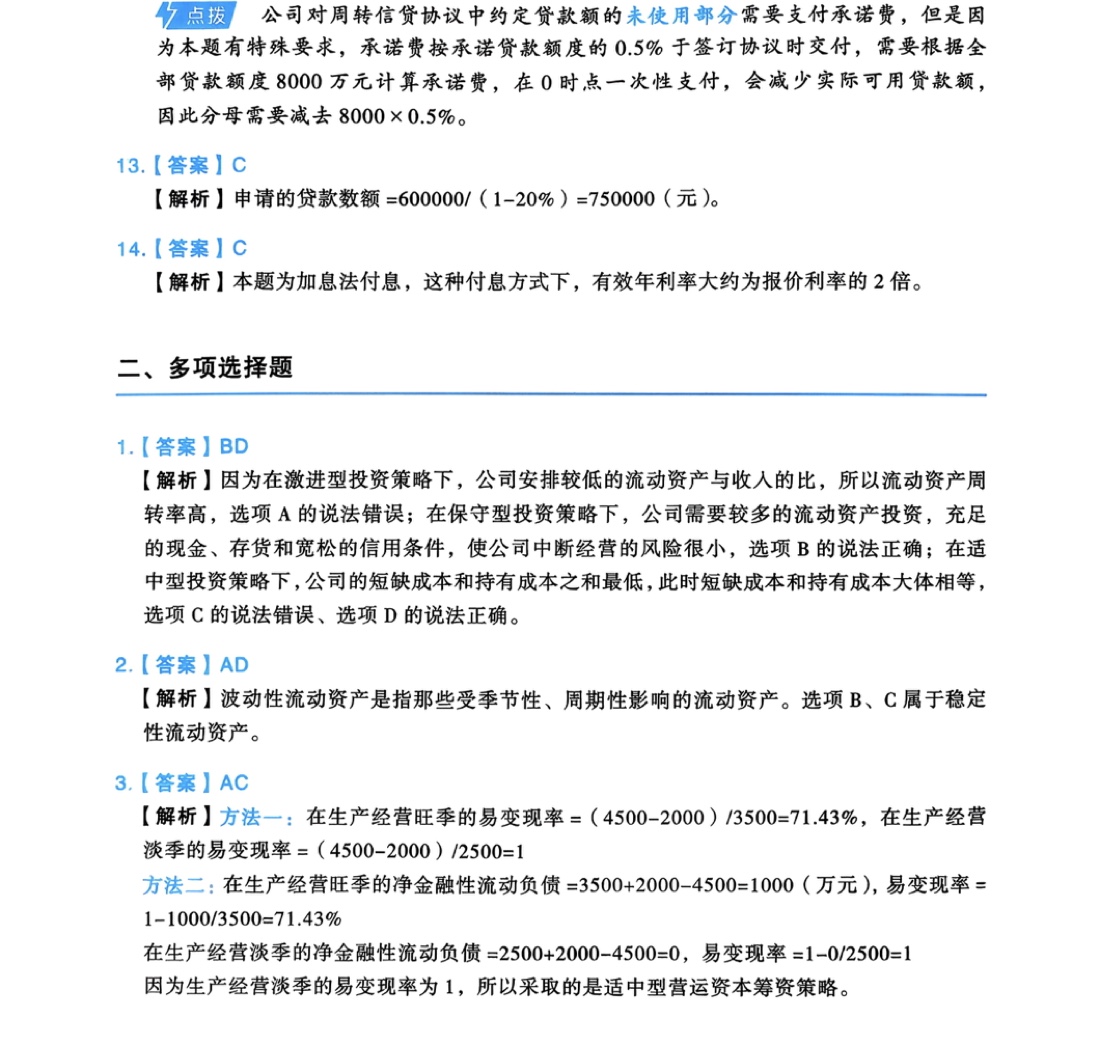 点拨 公司对周转信贷协议中约定贷款额的未使用部分需要支付承诺费，但是因
为本题有特殊要求，承诺费按承诺贷款额度的 0.5% 于签订协议时交付，需要根据全
部贷款额度 8000 万元计算承诺费，在 0 时点一次性支付，会减少实际可用贷款额，
因此分母需要减去 8000×0.5%。
13.【答案】C
【解析】申请的贷款数额 =600000/（1-20%）=750000（元）。
14.【答案】C
【解析】本题为加息法付息，这种付息方式下，有效年利率大约为报价利率的 2 倍。
二、多项选择题
1.【答案】BD
【解析】因为在激进型投资策略下，公司安排较低的流动资产与收入的比，所以流动资产周
转率高，选项 A 的说法错误；在保守型投资策略下，公司需要较多的流动资产投资，充足
的现金、存货和宽松的信用条件，使公司中断经营的风险很小，选项 B 的说法正确；在适
中型投资策略下，公司的短缺成本和持有成本之和最低，此时短缺成本和持有成本大体相等，
选项 C 的说法错误、选项 D 的说法正确。
2.【答案】AD
【解析】波动性流动资产是指那些受季节性、周期性影响的流动资产。选项 B、C 属于稳定
性流动资产。
3.【答案】AC
【解析】方法一：在生产经营旺季的易变现率 =（4500-2000）/3500=71.43%，在生产经营
淡季的易变现率 =（4500-2000）/2500=1
方法二：在生产经营旺季的净金融性流动负债 =3500+2000-4500=1000（万元），易变现率 =
1-1000/3500=71.43%
在生产经营淡季的净金融性流动负债 =2500+2000-4500=0，易变现率 =1-0/2500=1
因为生产经营淡季的易变现率为 1，所以采取的是适中型营运资本筹资策略。